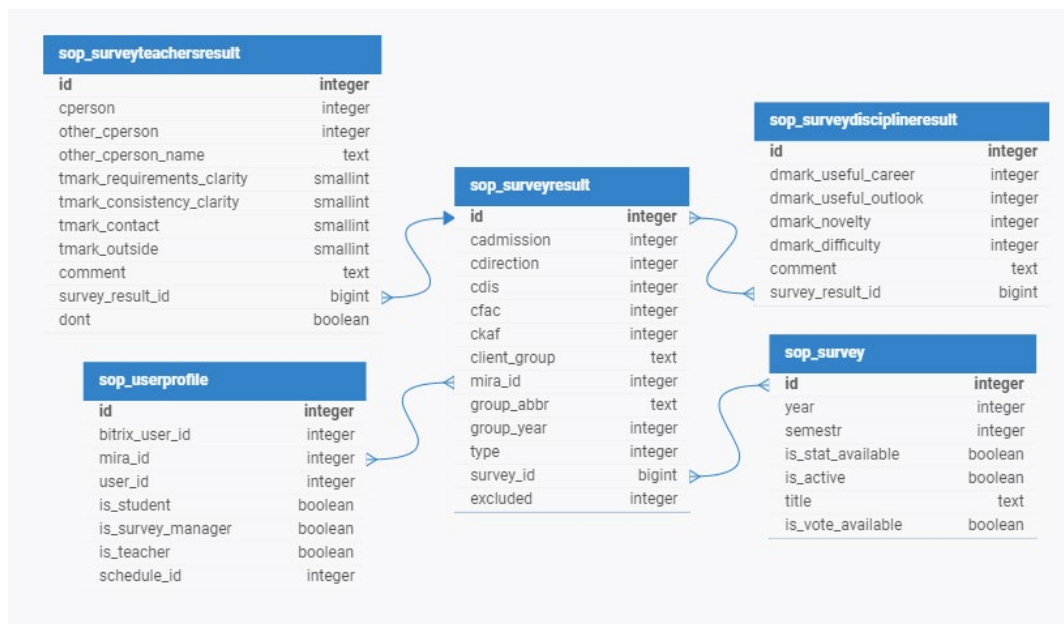 sop_surveyteachersresult
id integer
cperson integer
other_cperson integer
other_cperson_name text
tmark_requirements_clarity smallint
tmark_consistency_clarity smallint
tmark_contact smallint
tmark_outside smallint
comment text
survey_result_id bigint
dont boolean
sop_userprofile
id integer
bitrix_user_id integer
mira_id integer
user_id integer
is_student boolean
is_survey_manager boolean
is_teacher boolean
schedule_id integer
sop_surveyresult
id integer
cadmission integer
cdirection integer
cdis integer
cfac integer
ckaf integer
client_group text
mira_id integer
group_abbr text
group_year integer
type integer
survey_id bigint
excluded integer
sop_surveydisciplineresult
id integer
dmark_useful_career integer
dmark_useful_outlook integer
dmark_novelty integer
dmark_difficulty integer
comment text
survey_result_id bigint
sop_survey
id integer
year integer
semestr integer
is_stat_available boolean
is_active boolean
title text
is_vote_available boolean